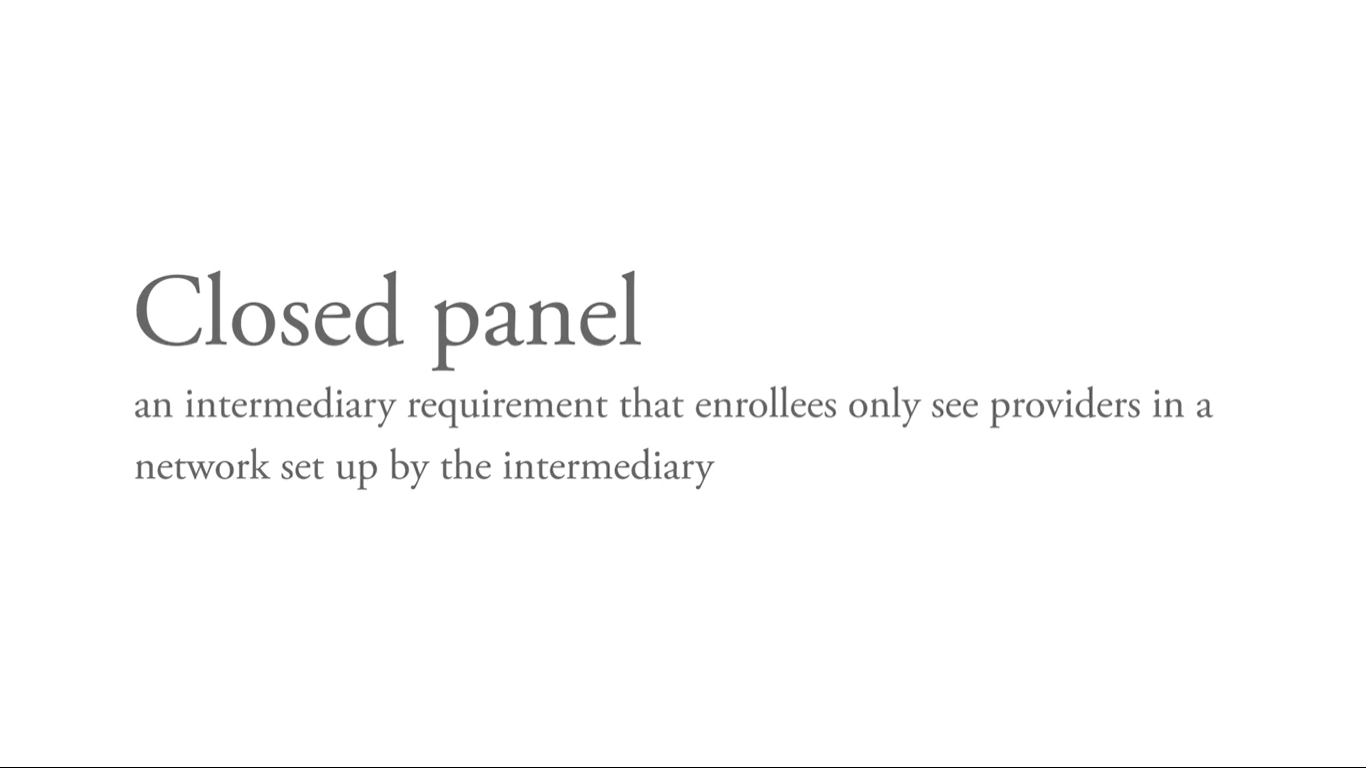 Closed panel
an intermediary requirement that enrollees only see providers in a
network set up by the intermediary